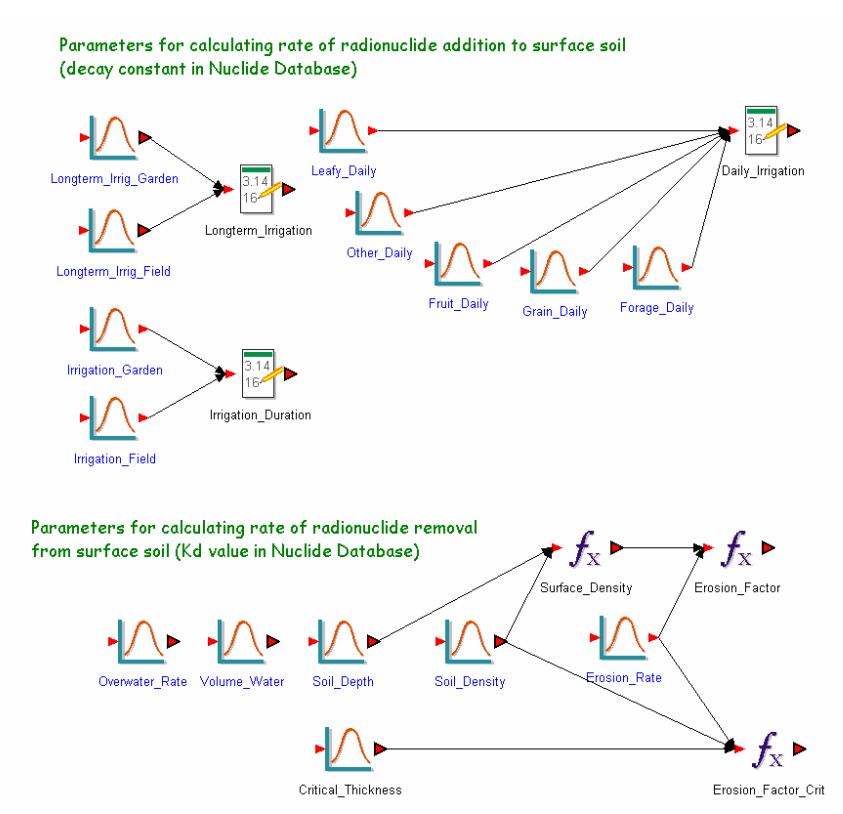 Parameters for calculating rate of radionuclide addition to surface soil
(decay constant in Nuclide Database)
3.14
16
Longterm_Irrig_Garden
3.14
16
Leafy_Daily
Daily_Irrigation
Longterm_Irrigation
Other_Daily
Longterm_Irrig_Field
Fruit_Daily
Grain_Daily
Forage_Daily
3.14
16
Irrigation_Garden
Irrigation_Duration
Irrigation_Field
Parameters for calculating rate of radionuclide removal
from surface soil (Kd value in Nuclide Database)
fx
fx
Surface_Density
Erosion_Factor
Overwater_Rate
Volume_Water
Soil_Depth
Soil_Density
Erosion_Rate
fx
Critical_Thickness
Erosion_Factor_Crit